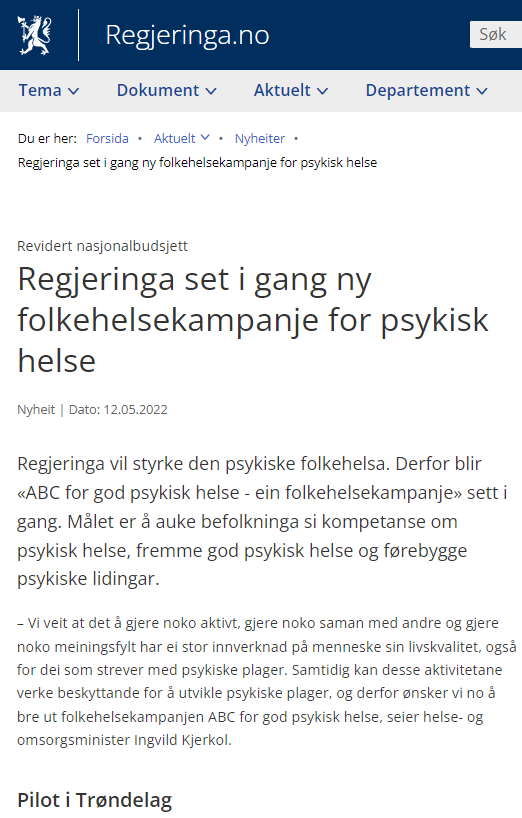 Regjeringa.no
Søk
Tema
Dokument
Aktuelt
Departement
Du er her: Forsida • Aktuelt • Nyheiter •
Regjeringa set i gang ny folkehelsekampanje for psykisk helse
Revidert nasjonalbudsjett
Regjeringa set i gang ny
folkehelsekampanje for psykisk
helse
Nyheit | Dato: 12.05.2022
Regjeringa vil styrke den psykiske folkehelsa. Derfor blir
«ABC for god psykisk helse - ein folkehelsekampanje» sett i
gang. Målet er å auke befolkninga si kompetanse om
psykisk helse, fremme god psykisk helse og førebygge
psykiske lidingar.
– Vi veit at det å gjere noko aktivt, gjere noko saman med andre og gjere
noko meiningsfylt har ei stor innverknad på menneske sin livskvalitet, også
for dei som strever med psykiske plager. Samtidig kan desse aktivitetane
verke beskyttande for å utvikle psykiske plager, og derfor ønsker vi no å
bre ut folkehelsekampanjen ABC for god psykisk helse, seier helse- og
omsorgsminister Ingvild Kjerkol.
Pilot i Trøndelag